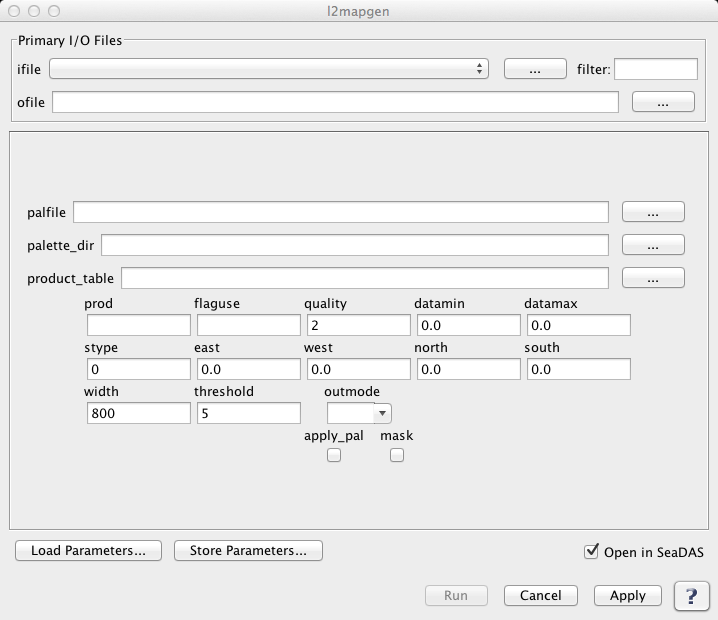 l2mapgen
Primary I/O Files
ifile ... filter:
ofile ...
palfile ...
palette_dir ...
product_table ...
prod flaguse quality datamin datamax
2 0.0 0.0
stype east west north south
0 0.0 0.0 0.0 0.0
width threshold outmode
800 5
apply_pal mask
Load Parameters... Store Parameters... Open in SeaDAS
Run Cancel Apply ?